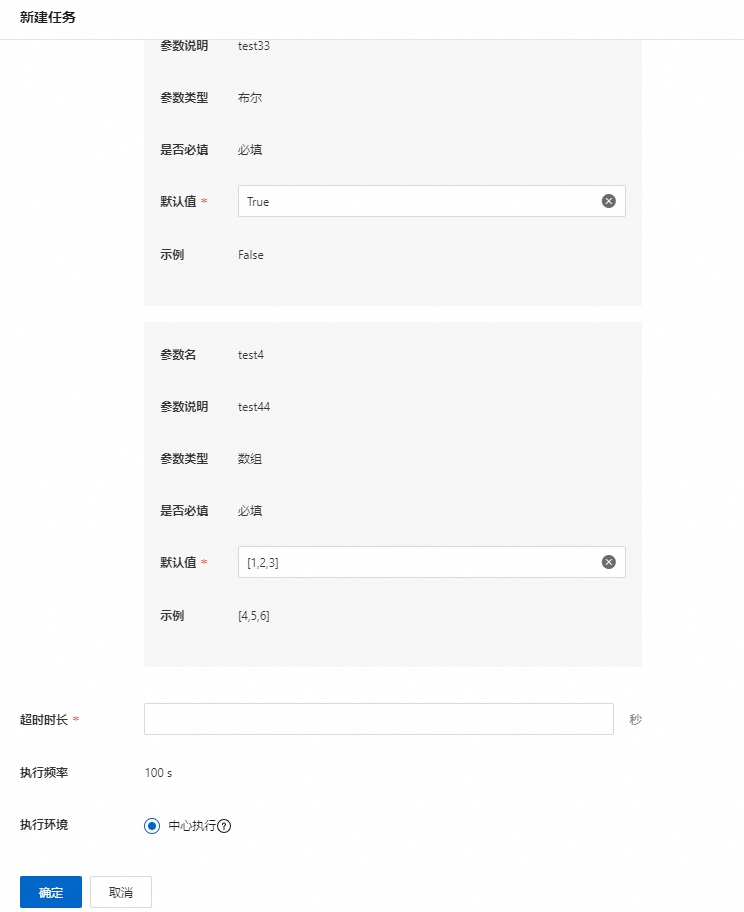 新建任务
参数说明 test33
参数类型 布尔
是否必填 必填
默认值 * True
示例 False
参数名 test4
参数说明 test44
参数类型 数组
是否必填 必填
默认值 * [1,2,3]
示例 [4,5,6]
超时时长 * 秒
执行频率 100 s
执行环境 中心执行
确定 取消